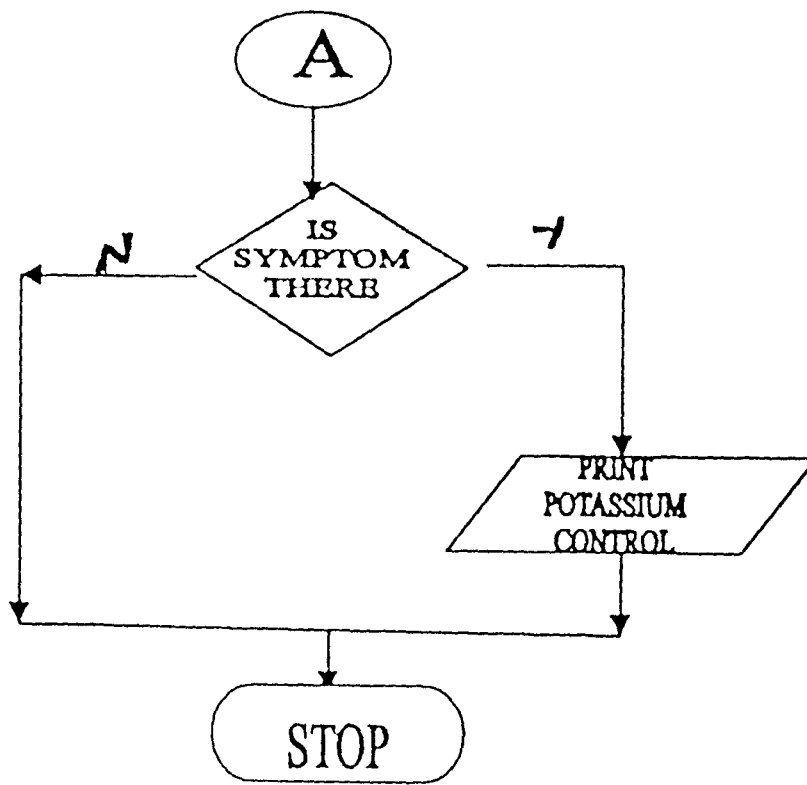 A
IS
SYMPTOM
THERE
N
Y
PRINT
POTASSIUM
CONTROL
STOP